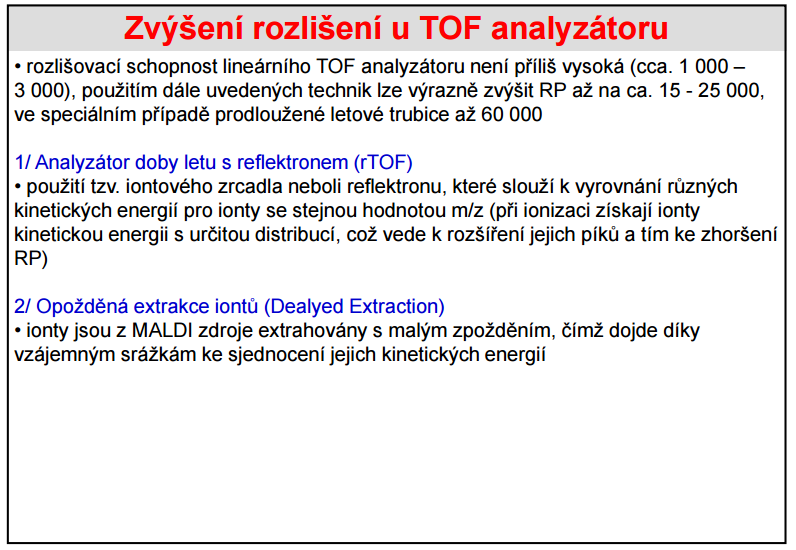 Zvýšení rozlišení u TOF analyzátoru
• rozlišovací schopnost lineárního TOF analyzátoru není příliš vysoká (cca. 1 000 –
3 000), použitím dále uvedených technik lze výrazně zvýšit RP až na ca. 15 - 25 000,
ve speciálním případě prodloužené letové trubice až 60 000
1/ Analyzátor doby letu s reflektronem (rTOF)
• použití tzv. iontového zrcadla neboli reflektronu, které slouží k vyrovnání různých
kinetických energií pro ionty se stejnou hodnotou m/z (při ionizaci získají ionty
kinetickou energii s určitou distribucí, což vede k rozšíření jejich píků a tím ke zhoršení
RP)
2/ Opožděná extrakce iontů (Dealyed Extraction)
• ionty jsou z MALDI zdroje extrahovány s malým zpožděním, čímž dojde díky
vzájemným srážkám ke sjednocení jejich kinetických energií